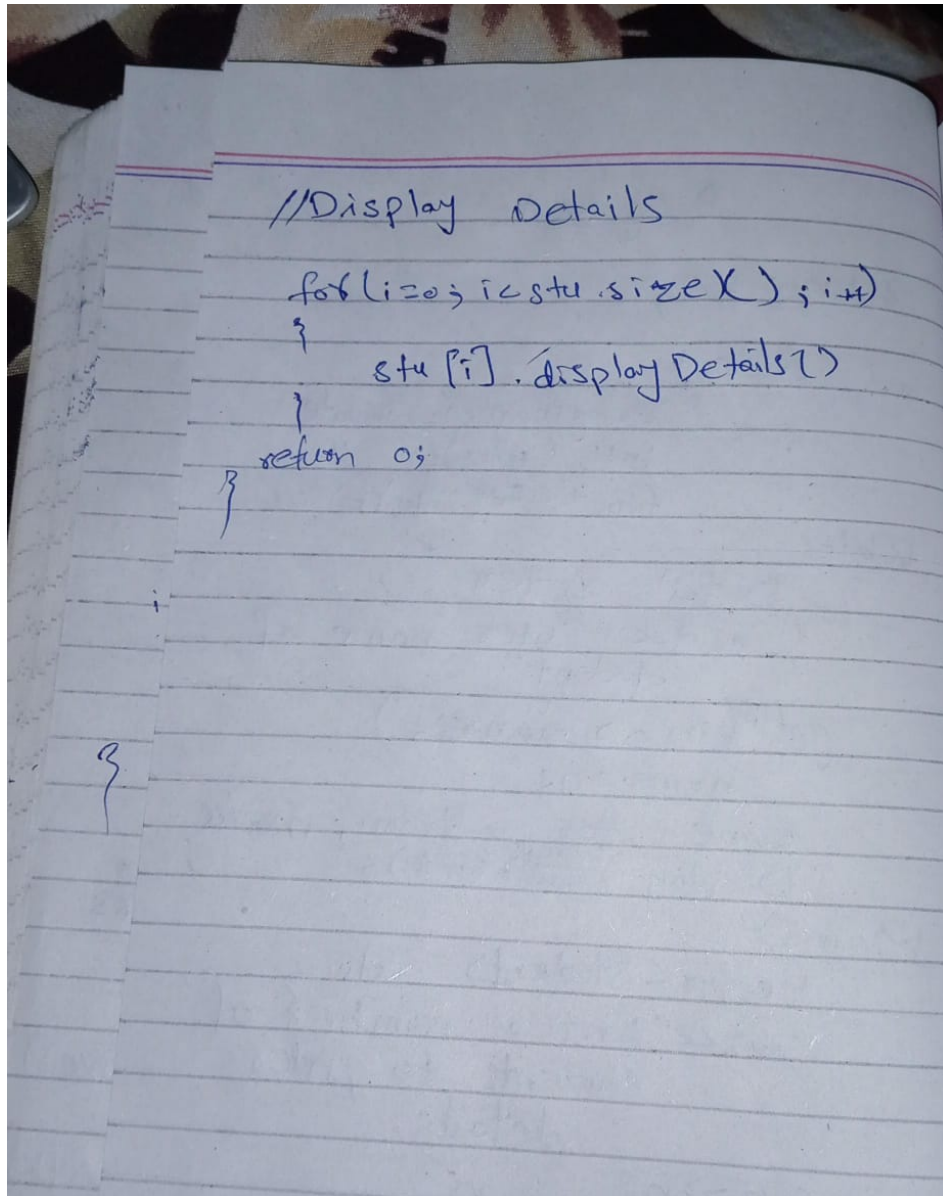 //Display Details
for(i=0; i<stu.size(); i++)
{
stu[i].displayDetails()
}
return 0;
}
i
}